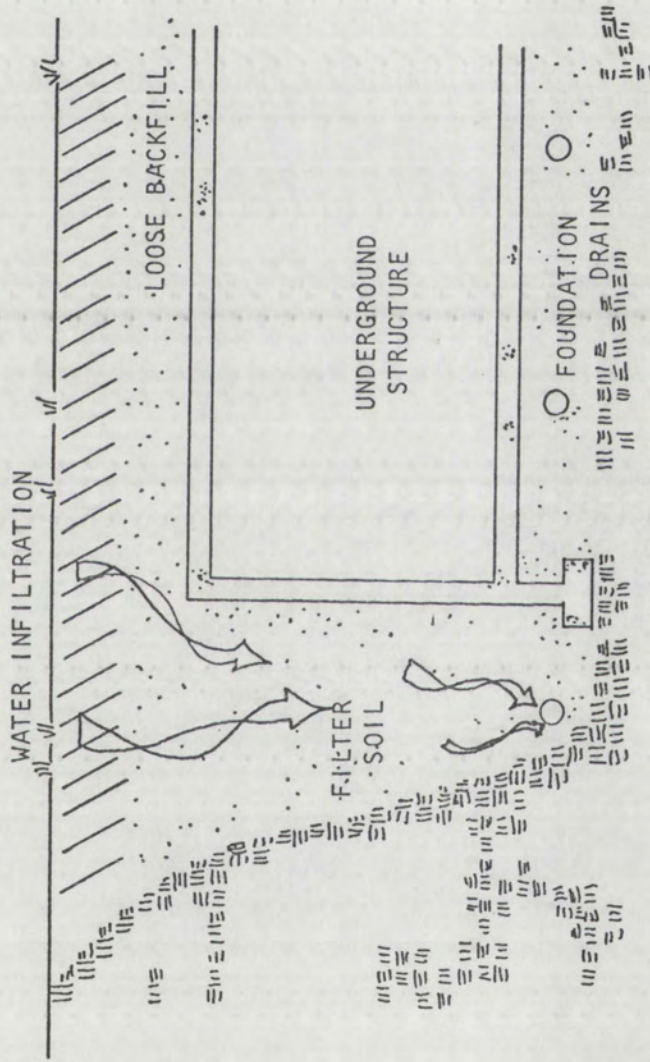 WATER INFILTRATION
LOOSE BACKFILL
UNDERGROUND
STRUCTURE
FILTER
SOIL
FOUNDATION
DRAINS